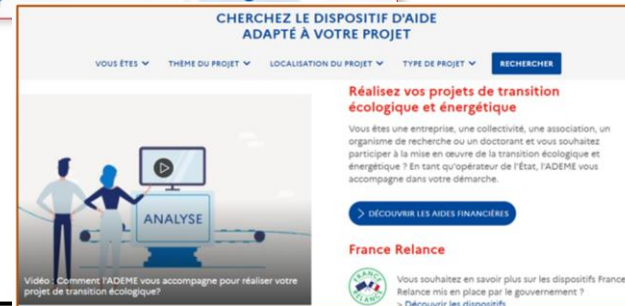 CHERCHEZ LE DISPOSITIF D'AIDE
ADAPTÉ À VOTRE PROJET
VOUS ÊTES
THÈME DU PROJET
LOCALISATION DU PROJET
TYPE DE PROJET
RECHERCHER
ANALYSE
Vidéo : Comment l'ADEME vous accompagne pour réaliser votre
projet de transition écologique?
Réalisez vos projets de transition
écologique et énergétique
Vous êtes une entreprise, une collectivité, une association, un
organisme de recherche ou un doctorant et vous souhaitez
participer à la mise en œuvre de la transition écologique et
énergétique ? En tant qu'opérateur de l'État, l'ADEME vous
accompagne dans votre démarche.
> DÉCOUVRIR LES AIDES FINANCIÈRES
France Relance
FRANCE
RELANCE
Vous souhaitez en savoir plus sur les dispositifs France
Relance mis en place par le gouvernement ?
> Découvrir les dispositifs